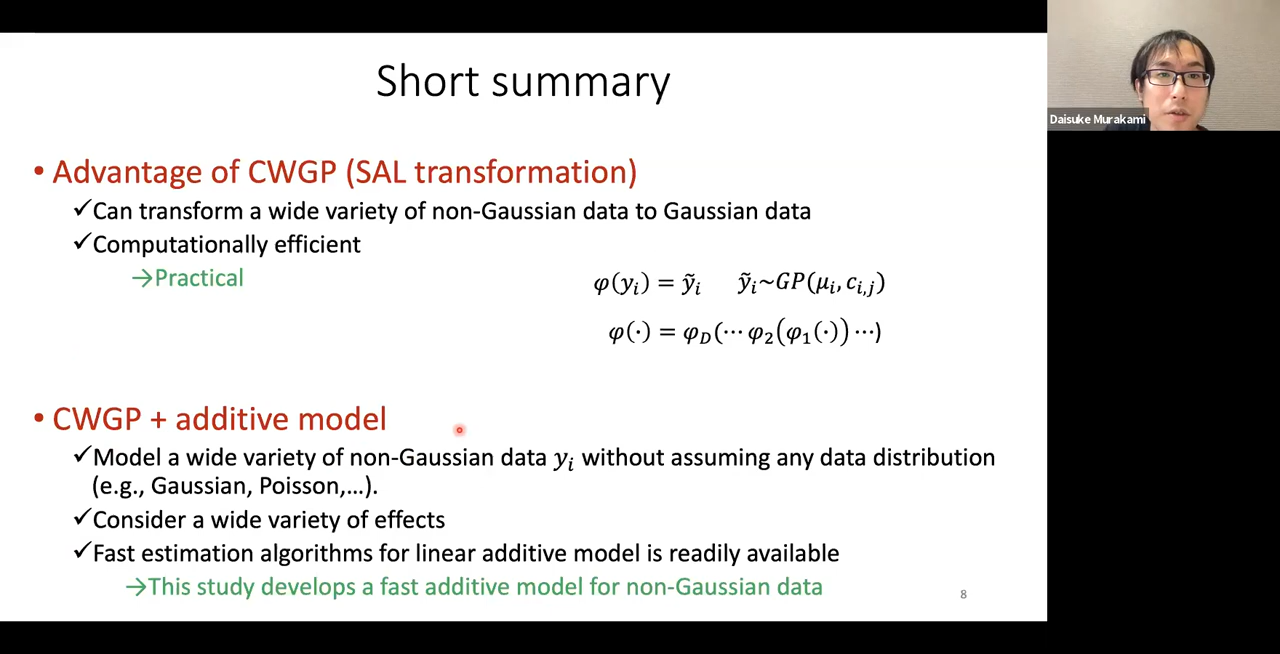 Short summary
Daisuke Murakami
• Advantage of CWGP (SAL transformation)
✓Can transform a wide variety of non-Gaussian data to Gaussian data
✓Computationally efficient
→Practical
φ(yᵢ) = ỹᵢ ỹᵢ~GP(μᵢ, cᵢ,ⱼ)
φ(·) = φ_D(⋯ φ₂(φ₁(·)) ⋯)
• CWGP + additive model
✓Model a wide variety of non-Gaussian data yᵢ without assuming any data distribution
(e.g., Gaussian, Poisson,…).
✓Consider a wide variety of effects
✓Fast estimation algorithms for linear additive model is readily available
→This study develops a fast additive model for non-Gaussian data
8